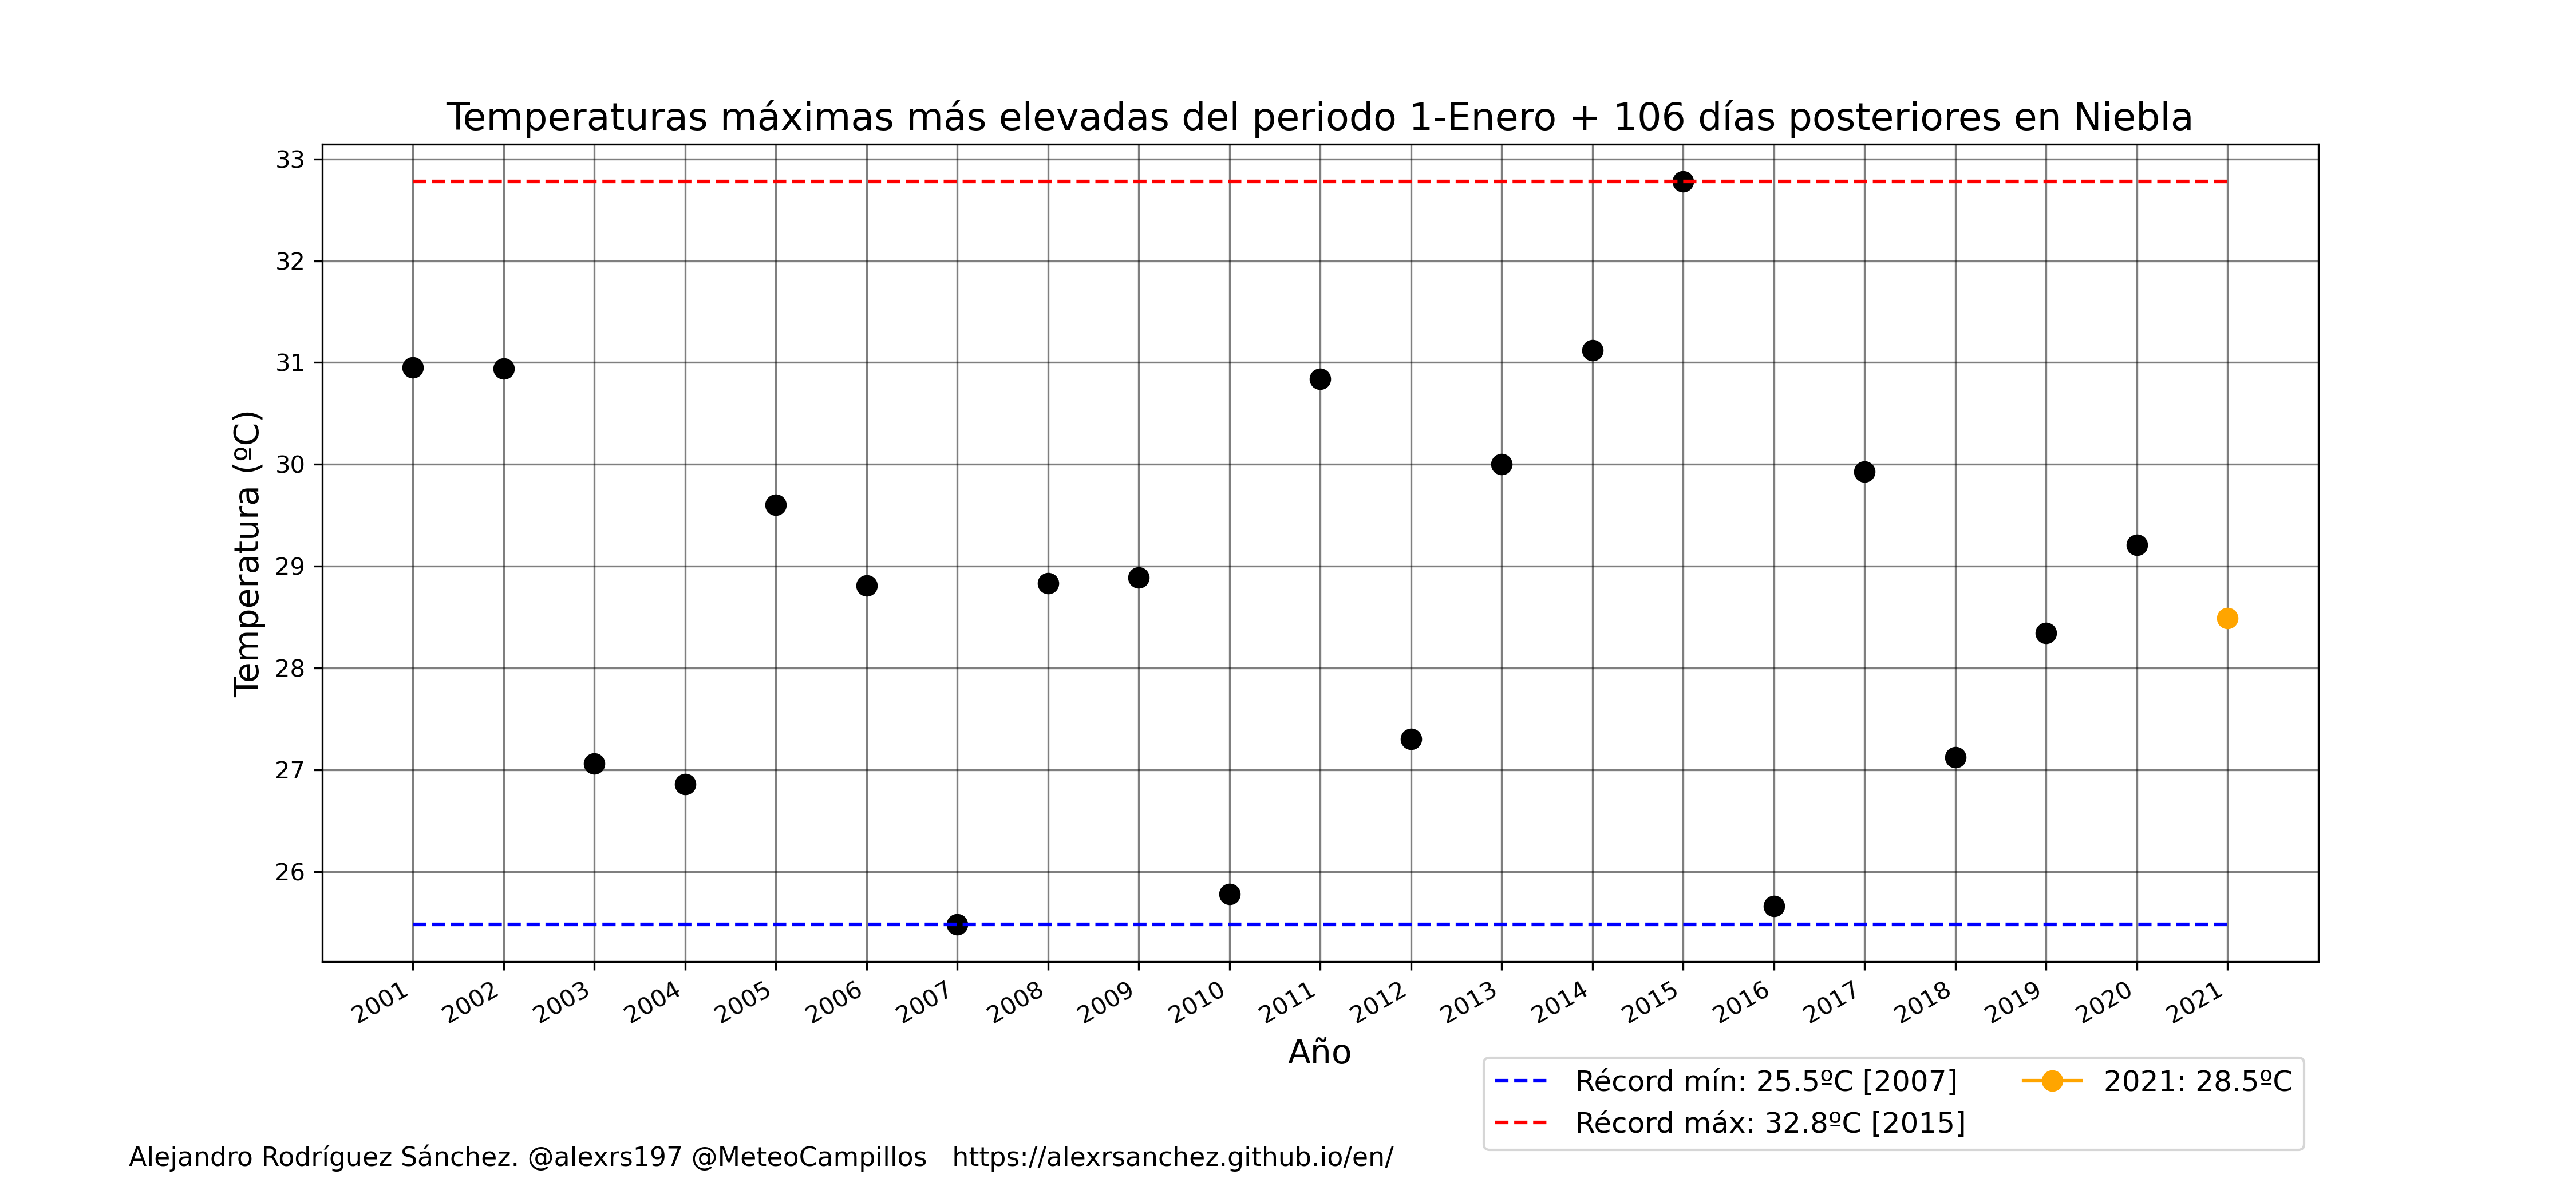 Temperaturas máximas más elevadas del periodo 1-Enero + 106 días posteriores en Niebla
33
32
31
30
29
28
27
26
Temperatura (ºC)
2001 2002 2003 2004 2005 2006 2007 2008 2009 2010 2011 2012 2013 2014 2015 2016 2017 2018 2019 2020 2021
Año
Récord mín: 25.5ºC [2007]
Récord máx: 32.8ºC [2015]
2021: 28.5ºC
Alejandro Rodríguez Sánchez. @alexrs197 @MeteoCampillos https://alexrsanchez.github.io/en/